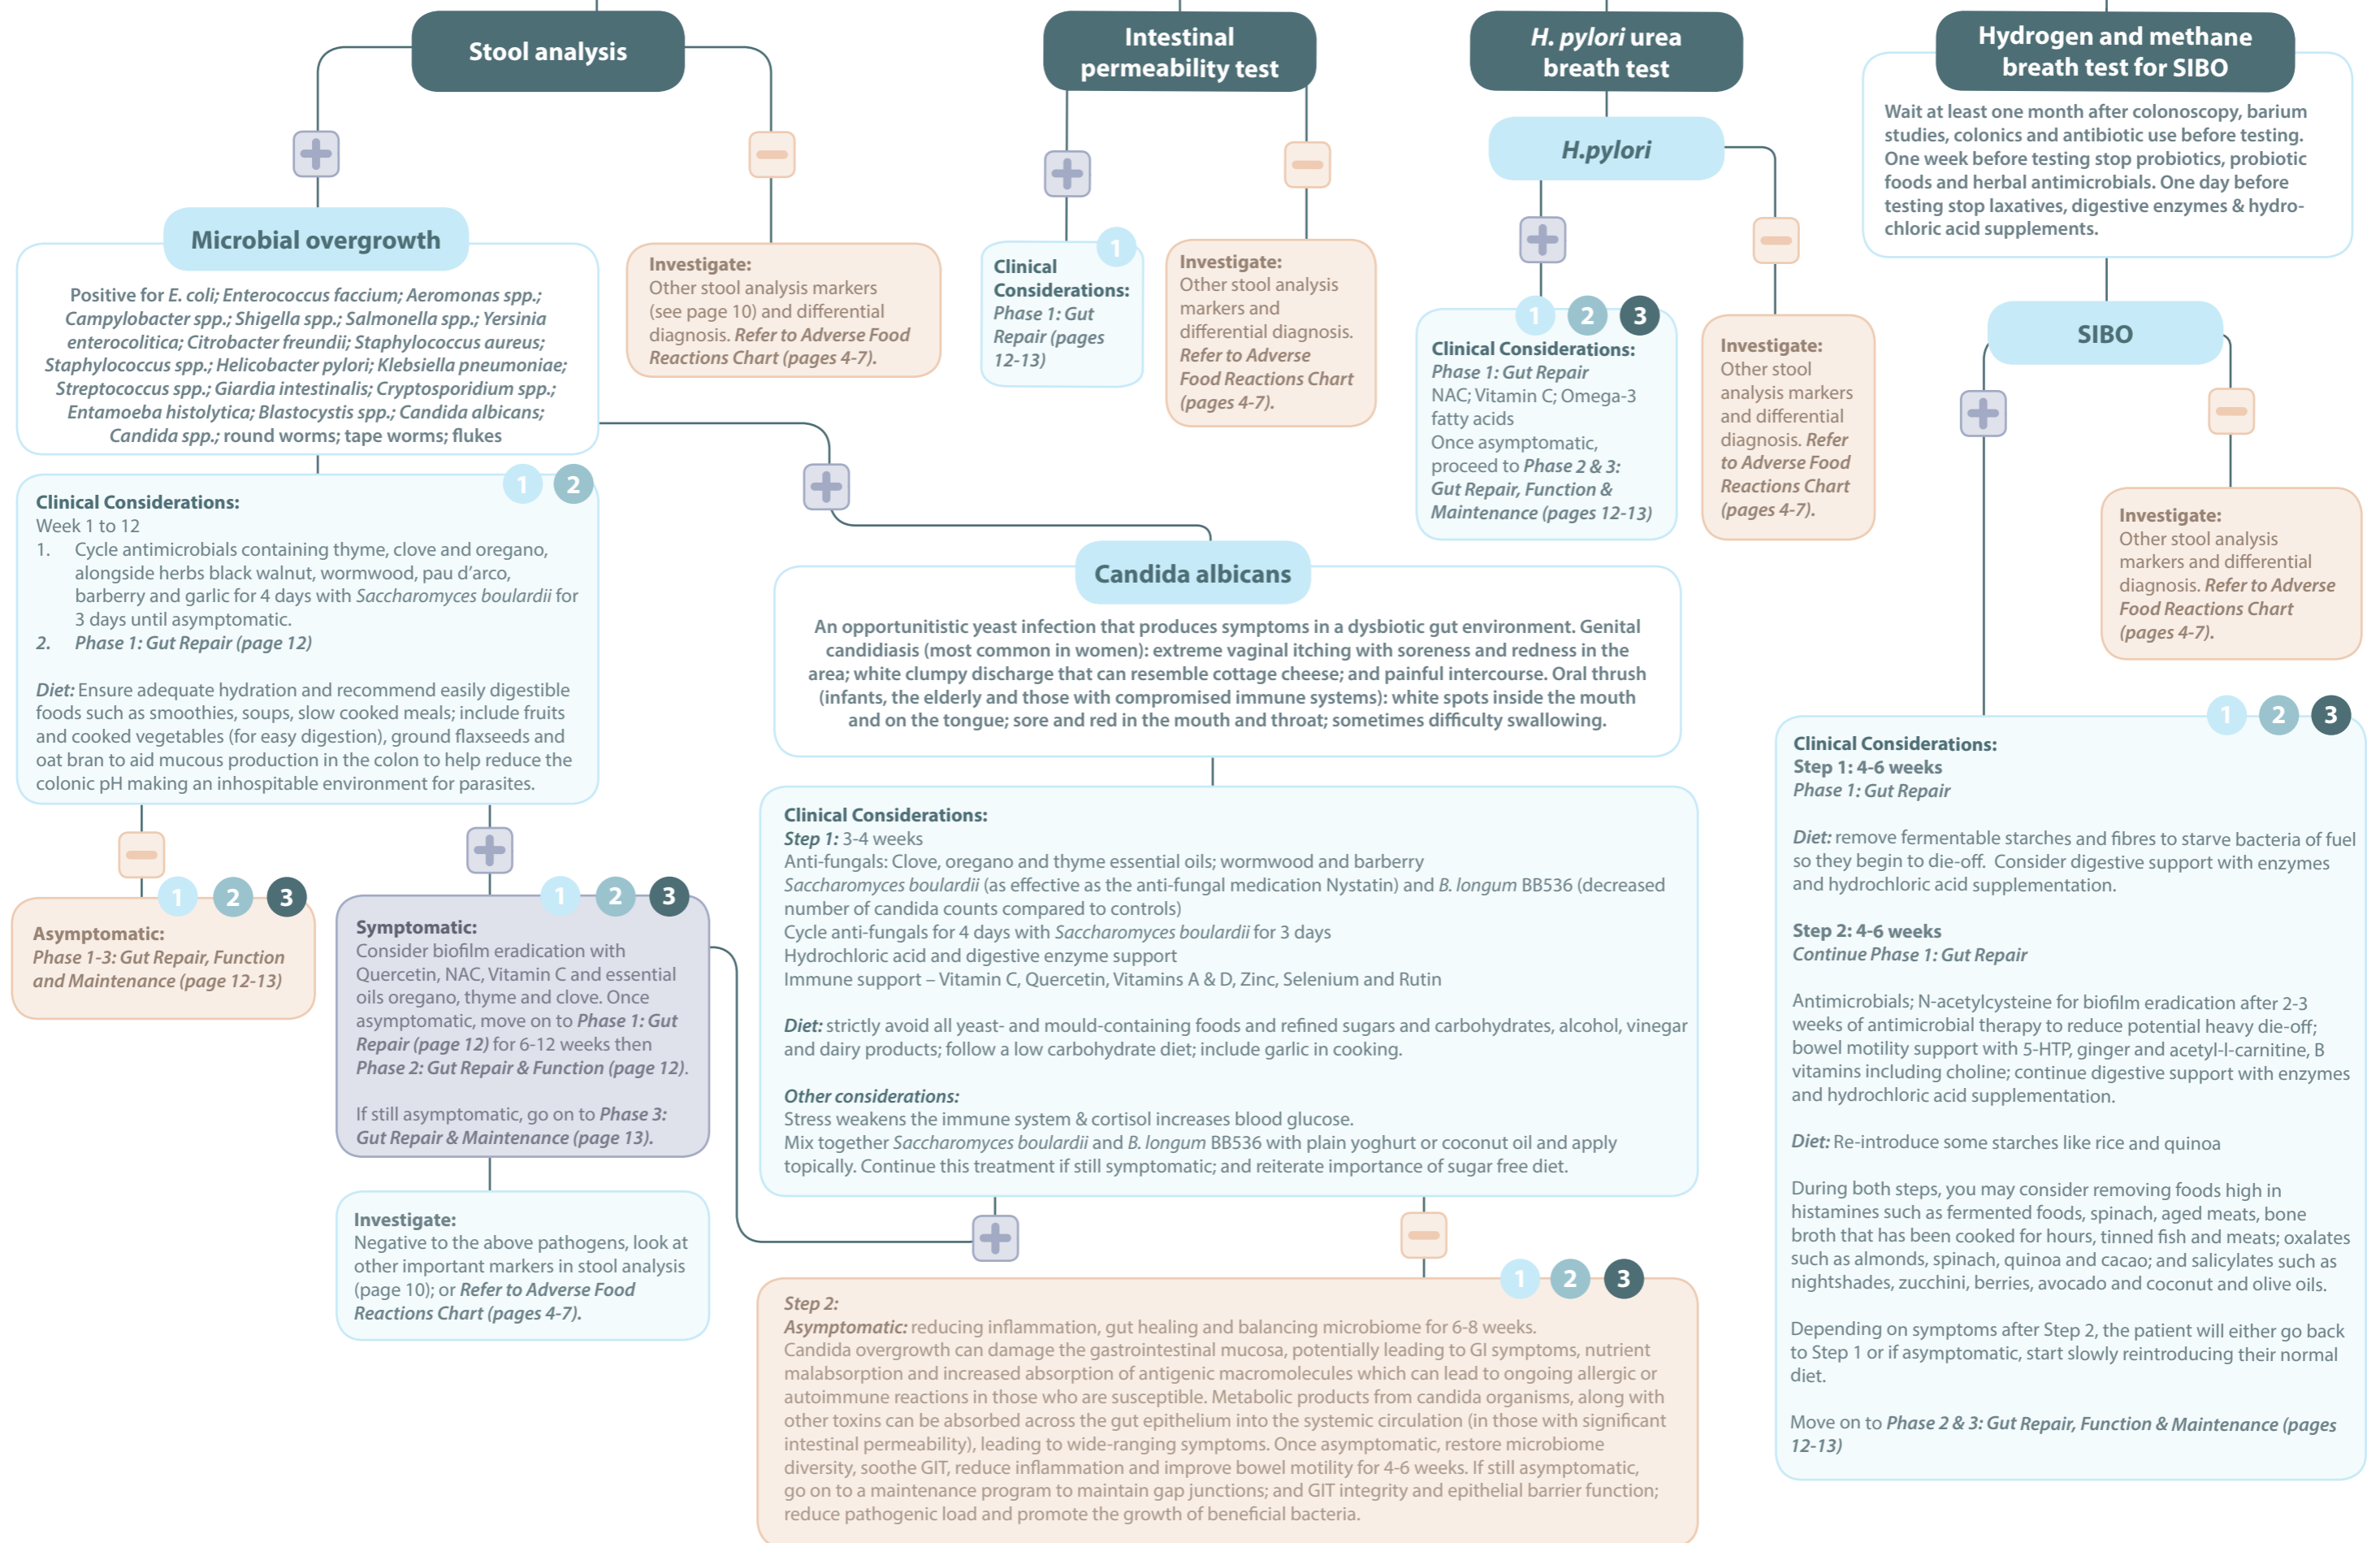 Stool analysis
Intestinal
permeability test
H. pylori urea
breath test
Hydrogen and methane
breath test for SIBO
Wait at least one month after colonoscopy, barium
studies, colonics and antibiotic use before testing.
One week before testing stop probiotics, probiotic
foods and herbal antimicrobials. One day before
testing stop laxatives, digestive enzymes & hydro-
chloric acid supplements.
Microbial overgrowth
Positive for E. coli; Enterococcus faccium; Aeromonas spp.;
Campylobacter spp.; Shigella spp.; Salmonella spp.; Yersinia
enterocolitica; Citrobacter freundii; Staphylococcus aureus;
Staphylococcus spp.; Helicobacter pylori; Klebsiella pneumoniae;
Streptococcus spp.; Giardia intestinalis; Cryptosporidium spp.;
Entamoeba histolytica; Blastocystis spp.; Candida albicans;
Candida spp.; round worms; tape worms; flukes
Investigate:
Other stool analysis markers
(see page 10) and differential
diagnosis. Refer to Adverse Food
Reactions Chart (pages 4-7).
1
Clinical
Considerations:
Phase 1: Gut
Repair (pages
12-13)
Investigate:
Other stool analysis
markers and
differential diagnosis.
Refer to Adverse
Food Reactions Chart
(pages 4-7).
H.pylori
1 2 3
Clinical Considerations:
Phase 1: Gut Repair
NAC; Vitamin C; Omega-3
fatty acids
Once asymptomatic,
proceed to Phase 2 & 3:
Gut Repair, Function &
Maintenance (pages 12-13)
Investigate:
Other stool
analysis markers
and differential
diagnosis. Refer
to Adverse Food
Reactions Chart
(pages 4-7).
SIBO
Investigate:
Other stool analysis
markers and differential
diagnosis. Refer to Adverse
Food Reactions Chart
(pages 4-7).
1 2
Clinical Considerations:
Week 1 to 12
1. Cycle antimicrobials containing thyme, clove and oregano,
alongside herbs black walnut, wormwood, pau d'arco,
barberry and garlic for 4 days with Saccharomyces boulardii for
3 days until asymptomatic.
2. Phase 1: Gut Repair (page 12)
Diet: Ensure adequate hydration and recommend easily digestible
foods such as smoothies, soups, slow cooked meals; include fruits
and cooked vegetables (for easy digestion), ground flaxseeds and
oat bran to aid mucous production in the colon to help reduce the
colonic pH making an inhospitable environment for parasites.
1 2 3
Asymptomatic:
Phase 1-3: Gut Repair, Function
and Maintenance (page 12-13)
1 2 3
Symptomatic:
Consider biofilm eradication with
Quercetin, NAC, Vitamin C and essential
oils oregano, thyme and clove. Once
asymptomatic, move on to Phase 1: Gut
Repair (page 12) for 6-12 weeks then
Phase 2: Gut Repair & Function (page 12).
If still asymptomatic, go on to Phase 3:
Gut Repair & Maintenance (page 13).
Investigate:
Negative to the above pathogens, look at
other important markers in stool analysis
(page 10); or Refer to Adverse Food
Reactions Chart (pages 4-7).
Candida albicans
An opportunitistic yeast infection that produces symptoms in a dysbiotic gut environment. Genital
candidiasis (most common in women): extreme vaginal itching with soreness and redness in the
area; white clumpy discharge that can resemble cottage cheese; and painful intercourse. Oral thrush
(infants, the elderly and those with compromised immune systems): white spots inside the mouth
and on the tongue; sore and red in the mouth and throat; sometimes difficulty swallowing.
Clinical Considerations:
Step 1: 3-4 weeks
Anti-fungals: Clove, oregano and thyme essential oils; wormwood and barberry
Saccharomyces boulardii (as effective as the anti-fungal medication Nystatin) and B. longum BB536 (decreased
number of candida counts compared to controls)
Cycle anti-fungals for 4 days with Saccharomyces boulardii for 3 days
Hydrochloric acid and digestive enzyme support
Immune support – Vitamin C, Quercetin, Vitamins A & D, Zinc, Selenium and Rutin
Diet: strictly avoid all yeast- and mould-containing foods and refined sugars and carbohydrates, alcohol, vinegar
and dairy products; follow a low carbohydrate diet; include garlic in cooking.
Other considerations:
Stress weakens the immune system & cortisol increases blood glucose.
Mix together Saccharomyces boulardii and B. longum BB536 with plain yoghurt or coconut oil and apply
topically. Continue this treatment if still symptomatic; and reiterate importance of sugar free diet.
1 2 3
Step 2:
Asymptomatic: reducing inflammation, gut healing and balancing microbiome for 6-8 weeks.
Candida overgrowth can damage the gastrointestinal mucosa, potentially leading to GI symptoms, nutrient
malabsorption and increased absorption of antigenic macromolecules which can lead to ongoing allergic or
autoimmune reactions in those who are susceptible. Metabolic products from candida organisms, along with
other toxins can be absorbed across the gut epithelium into the systemic circulation (in those with significant
intestinal permeability), leading to wide-ranging symptoms. Once asymptomatic, restore microbiome
diversity, soothe GIT, reduce inflammation and improve bowel motility for 4-6 weeks. If still asymptomatic,
go on to a maintenance program to maintain gap junctions; and GIT integrity and epithelial barrier function;
reduce pathogenic load and promote the growth of beneficial bacteria.
1 2 3
Clinical Considerations:
Step 1: 4-6 weeks
Phase 1: Gut Repair
Diet: remove fermentable starches and fibres to starve bacteria of fuel
so they begin to die-off. Consider digestive support with enzymes
and hydrochloric acid supplementation.
Step 2: 4-6 weeks
Continue Phase 1: Gut Repair
Antimicrobials; N-acetylcysteine for biofilm eradication after 2-3
weeks of antimicrobial therapy to reduce potential heavy die-off;
bowel motility support with 5-HTP, ginger and acetyl-l-carnitine, B
vitamins including choline; continue digestive support with enzymes
and hydrochloric acid supplementation.
Diet: Re-introduce some starches like rice and quinoa
During both steps, you may consider removing foods high in
histamines such as fermented foods, spinach, aged meats, bone
broth that has been cooked for hours, tinned fish and meats; oxalates
such as almonds, spinach, quinoa and cacao; and salicylates such as
nightshades, zucchini, berries, avocado and coconut and olive oils.
Depending on symptoms after Step 2, the patient will either go back
to Step 1 or if asymptomatic, start slowly reintroducing their normal
diet.
Move on to Phase 2 & 3: Gut Repair, Function & Maintenance (pages
12-13)